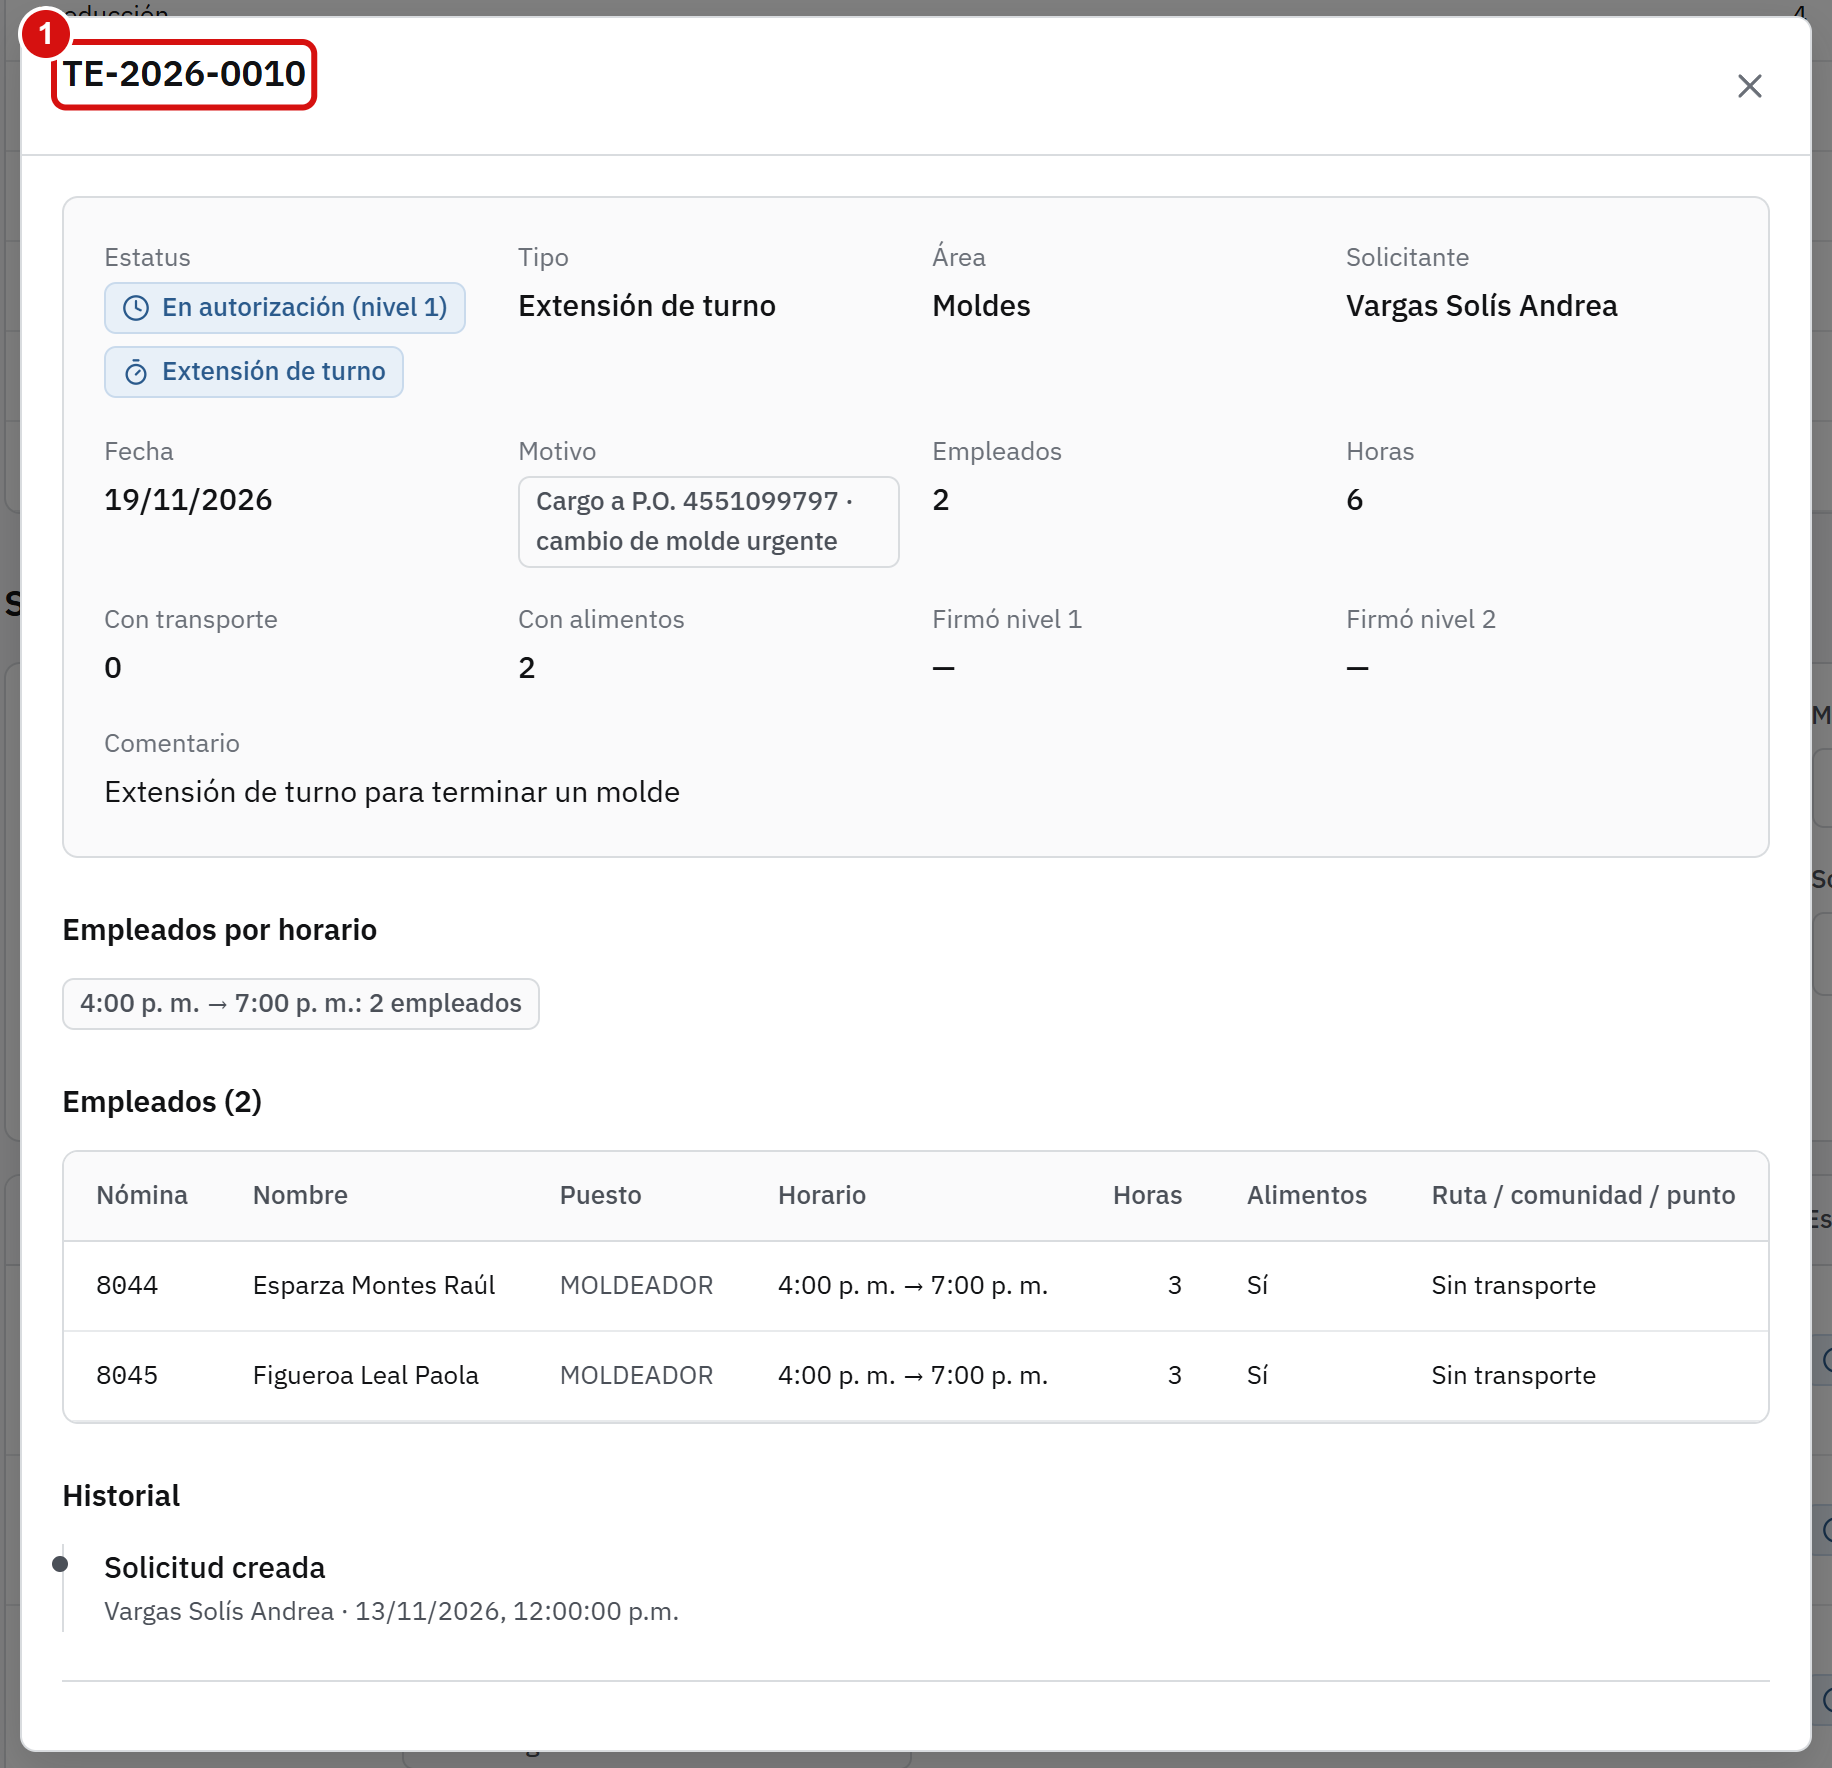 1
TE-2026-0010
Estatus
Tipo
Área
Solicitante
En autorización (nivel 1)
Extensión de turno
Moldes
Vargas Solís Andrea
Extensión de turno
Fecha
Motivo
Empleados
Horas
19/11/2026
Cargo a P.O. 4551099797 ·
cambio de molde urgente
2
6
Con transporte
Con alimentos
Firmó nivel 1
Firmó nivel 2
0
2
—
—
Comentario
Extensión de turno para terminar un molde
Empleados por horario
4:00 p. m. → 7:00 p. m.: 2 empleados
Empleados (2)
Nómina Nombre Puesto Horario Horas Alimentos Ruta / comunidad / punto
8044 Esparza Montes Raúl MOLDEADOR 4:00 p. m. → 7:00 p. m. 3 Sí Sin transporte
8045 Figueroa Leal Paola MOLDEADOR 4:00 p. m. → 7:00 p. m. 3 Sí Sin transporte
Historial
Solicitud creada
Vargas Solís Andrea · 13/11/2026, 12:00:00 p.m.